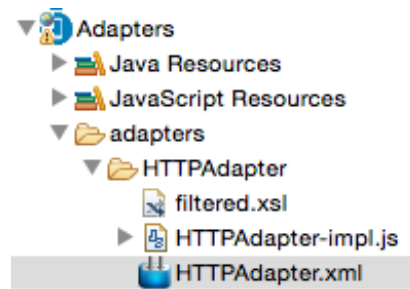 Adapters
Java Resources
JavaScript Resources
adapters
HTTPAdapter
filtered.xsl
HTTPAdapter-impl.js
HTTPAdapter.xml